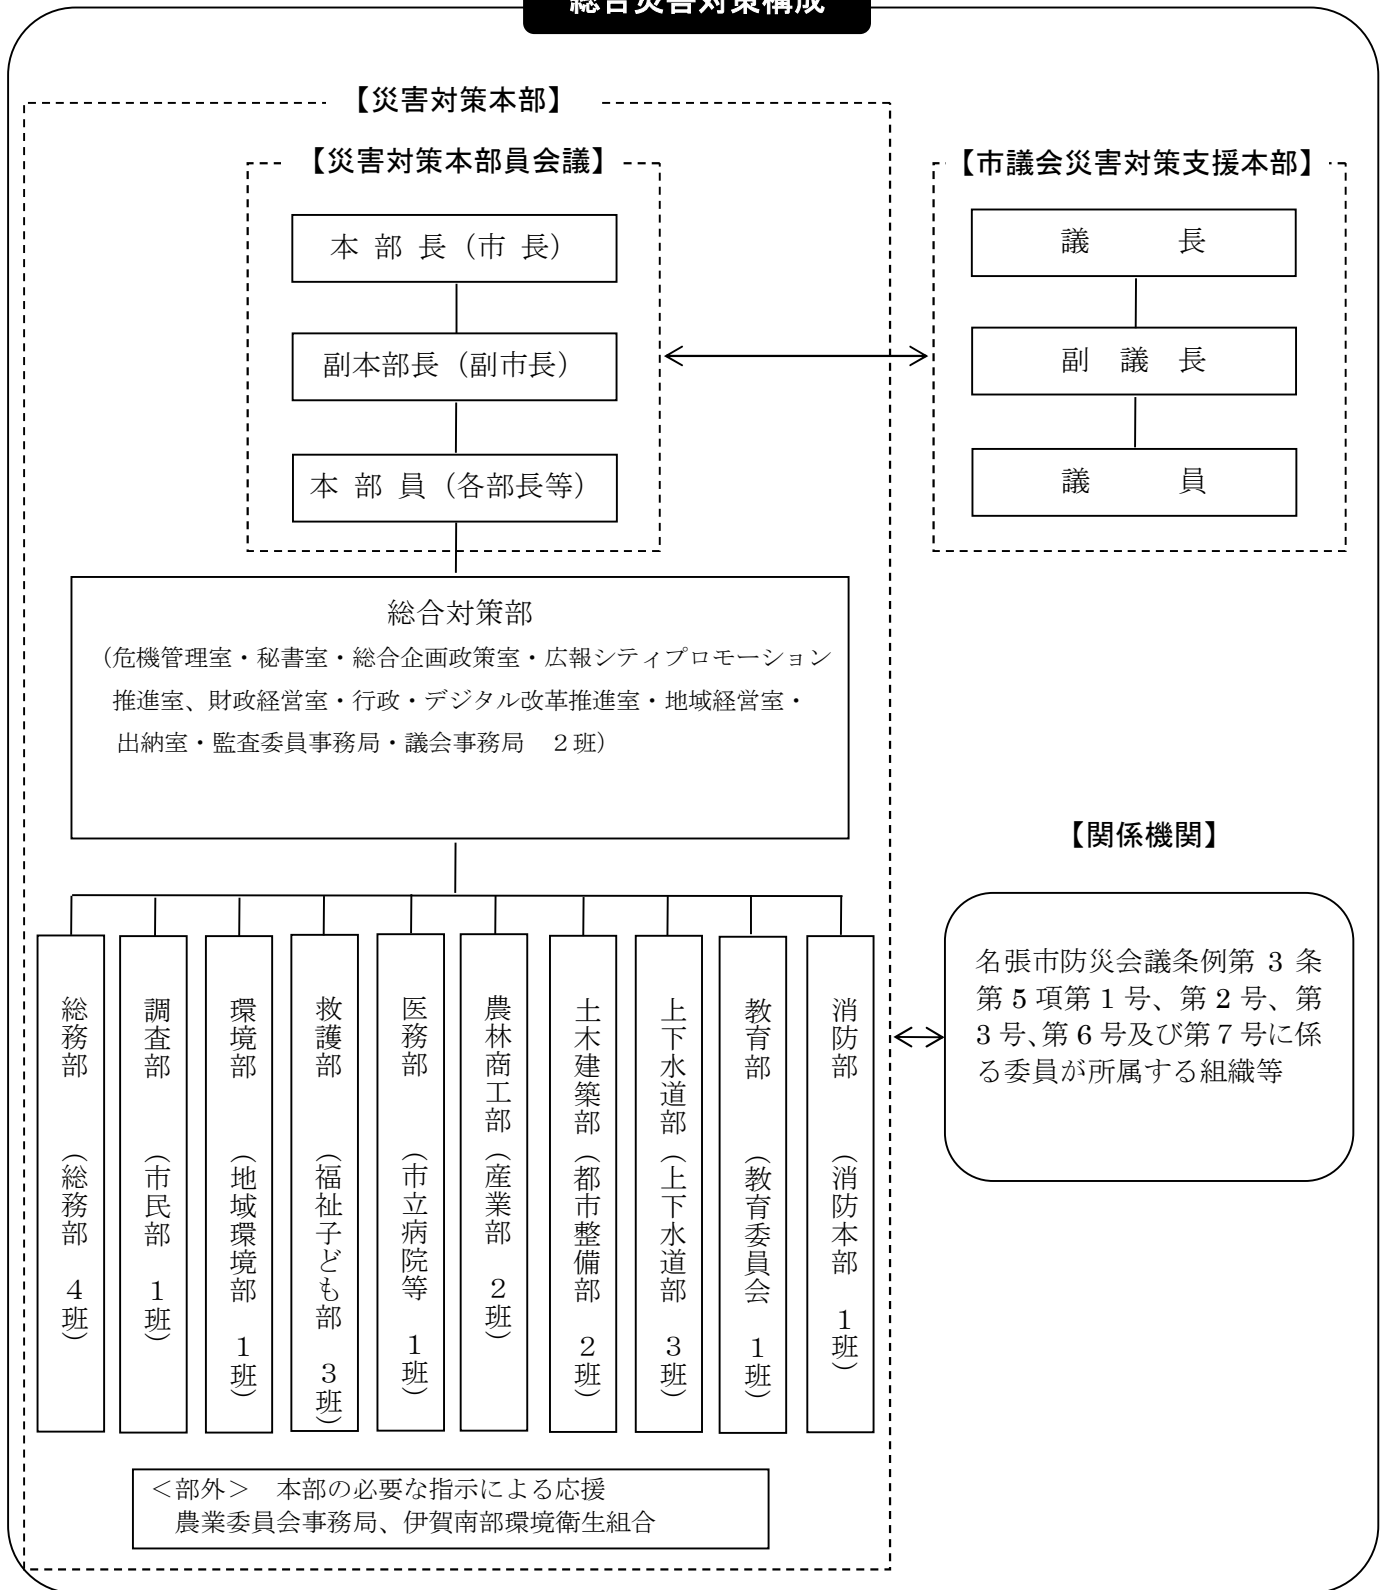 総合災害対策構成
【災害対策本部】
【災害対策本部員会議】
本 部 長（市 長）
副本部長（副市長）
本 部 員（各部長等）
【市議会災害対策支援本部】
議　　　長
副　議　長
議　　　員
総合対策部
（危機管理室・秘書室・総合企画政策室・広報シティプロモーション
推進室、財政経営室・行政・デジタル改革推進室・地域経営室・
出納室・監査委員事務局・議会事務局　２班）
【関係機関】
名張市防災会議条例第 3 条
第 5 項第 1 号、第 2 号、第
3 号、第 6 号及び第 7 号に係
る委員が所属する組織等
総務部　（総務部　４班）
調査部　（市民部　１班）
環境部　（地域環境部　１班）
救護部　（福祉子ども部　３班）
医務部　（市立病院等　１班）
農林商工部（産業部　２班）
土木建築部（都市整備部　２班）
上下水道部（上下水道部　３班）
教育部　（教育委員会　１班）
消防部　（消防本部　１班）
＜部外＞　本部の必要な指示による応援
農業委員会事務局、伊賀南部環境衛生組合